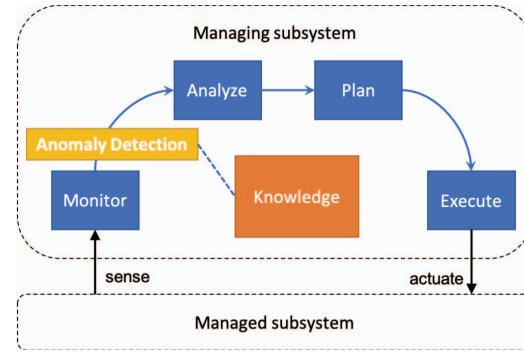 Managing subsystem
Analyze
Plan
Anomaly Detection
Monitor
Knowledge
Execute
sense
actuate
Managed subsystem